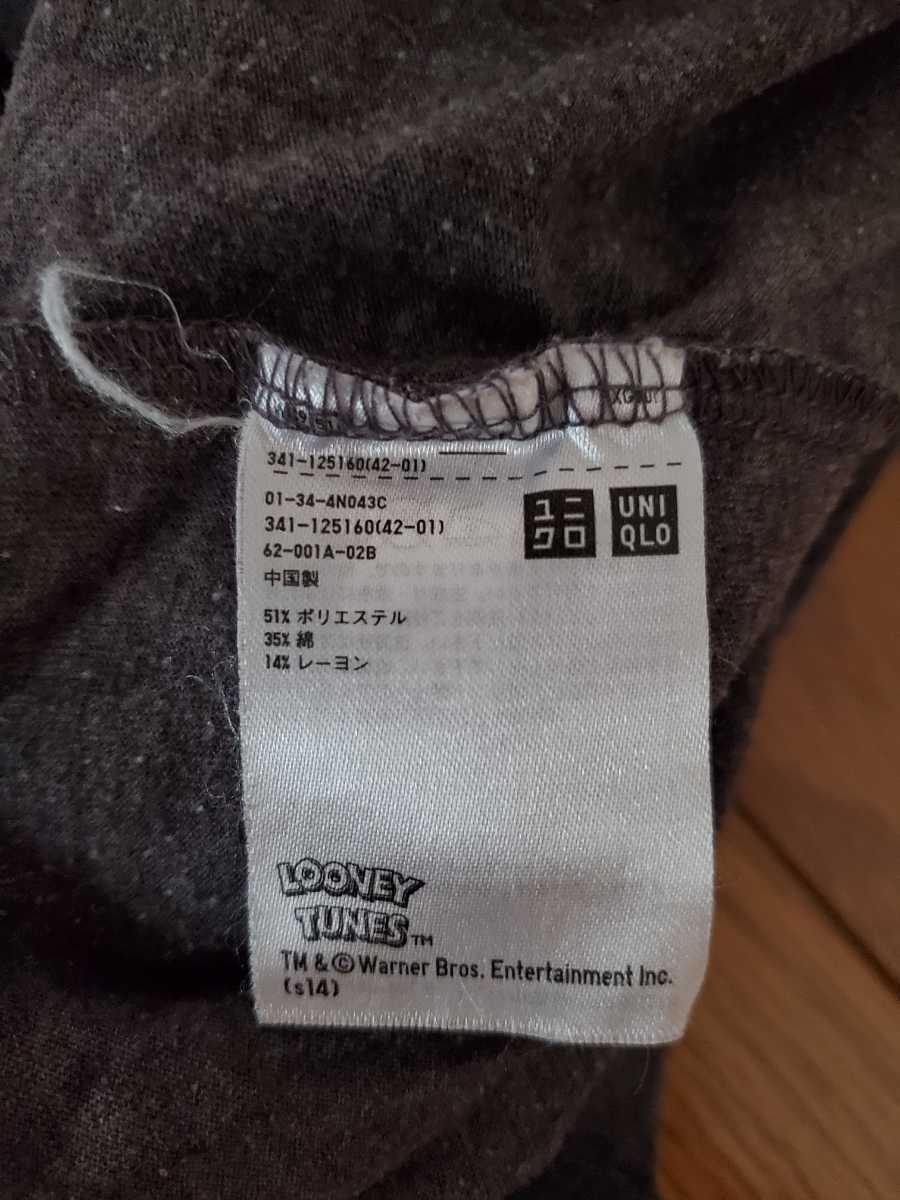 341-125160(42-01)
01-34-4N043C
341-125160(42-01)
62-001A-02B
中国製
ユニ
クロ
UNI
QLO
51% ポリエステル
35% 綿
14% レーヨン
LOONEY
TUNES™
TM & ©Warner Bros. Entertainment Inc.
(s14)